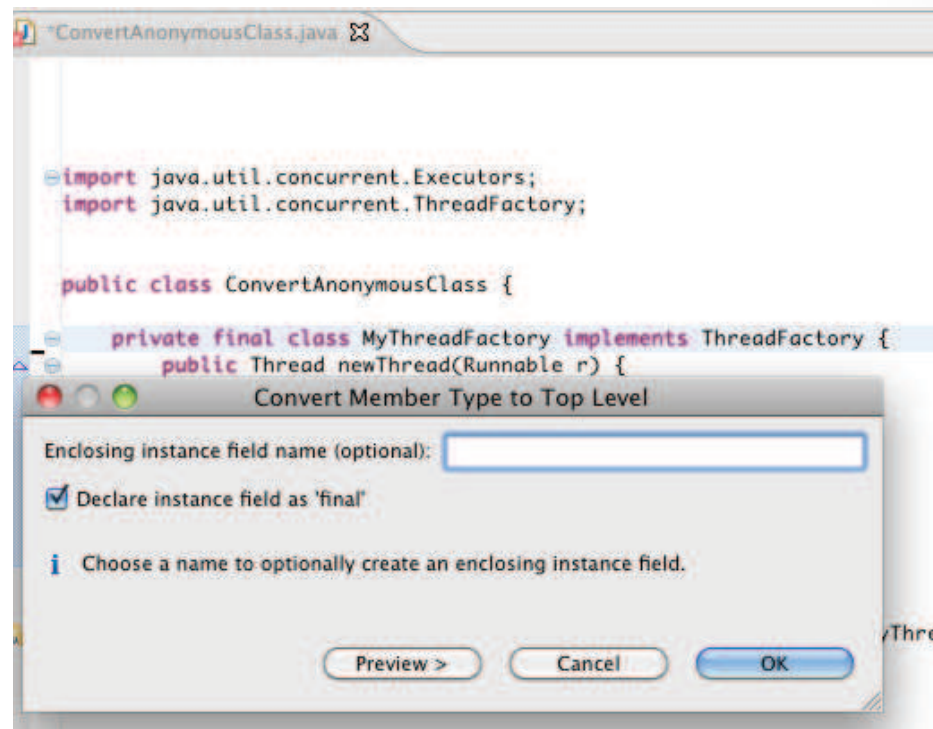 *ConvertAnonymousClass.java
import java.util.concurrent.Executors;
import java.util.concurrent.ThreadFactory;
public class ConvertAnonymousClass {
private final class MyThreadFactory implements ThreadFactory {
public Thread newThread(Runnable r) {
Convert Member Type to Top Level
Enclosing instance field name (optional):
Declare instance field as 'final'
i Choose a name to optionally create an enclosing instance field.
yThre
Preview >
Cancel
OK